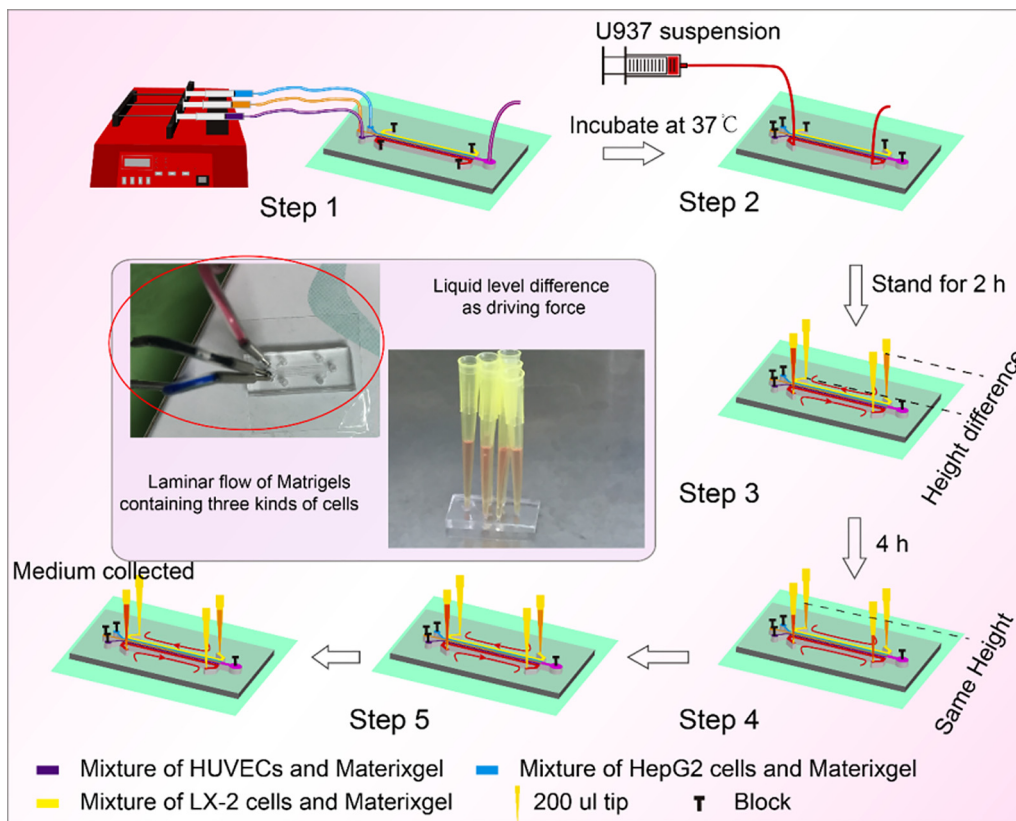 U937 suspension
Incubate at 37℃
Step 1
Step 2
Stand for 2 h
Liquid level difference
as driving force
Height difference
Laminar flow of Matrigels
containing three kinds of cells
Step 3
4 h
Medium collected
Same Height
Step 5
Step 4
Mixture of HUVECs and Materixgel
Mixture of HepG2 cells and Materixgel
Mixture of LX-2 cells and Materixgel
200 ul tip
Block